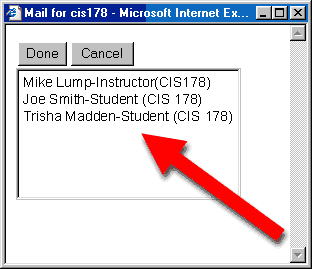 Mail for cis178 - Microsoft Internet Ex...
Done Cancel
Mike Lump-Instructor(CIS178)
Joe Smith-Student (CIS 178)
Trisha Madden-Student (CIS 178)